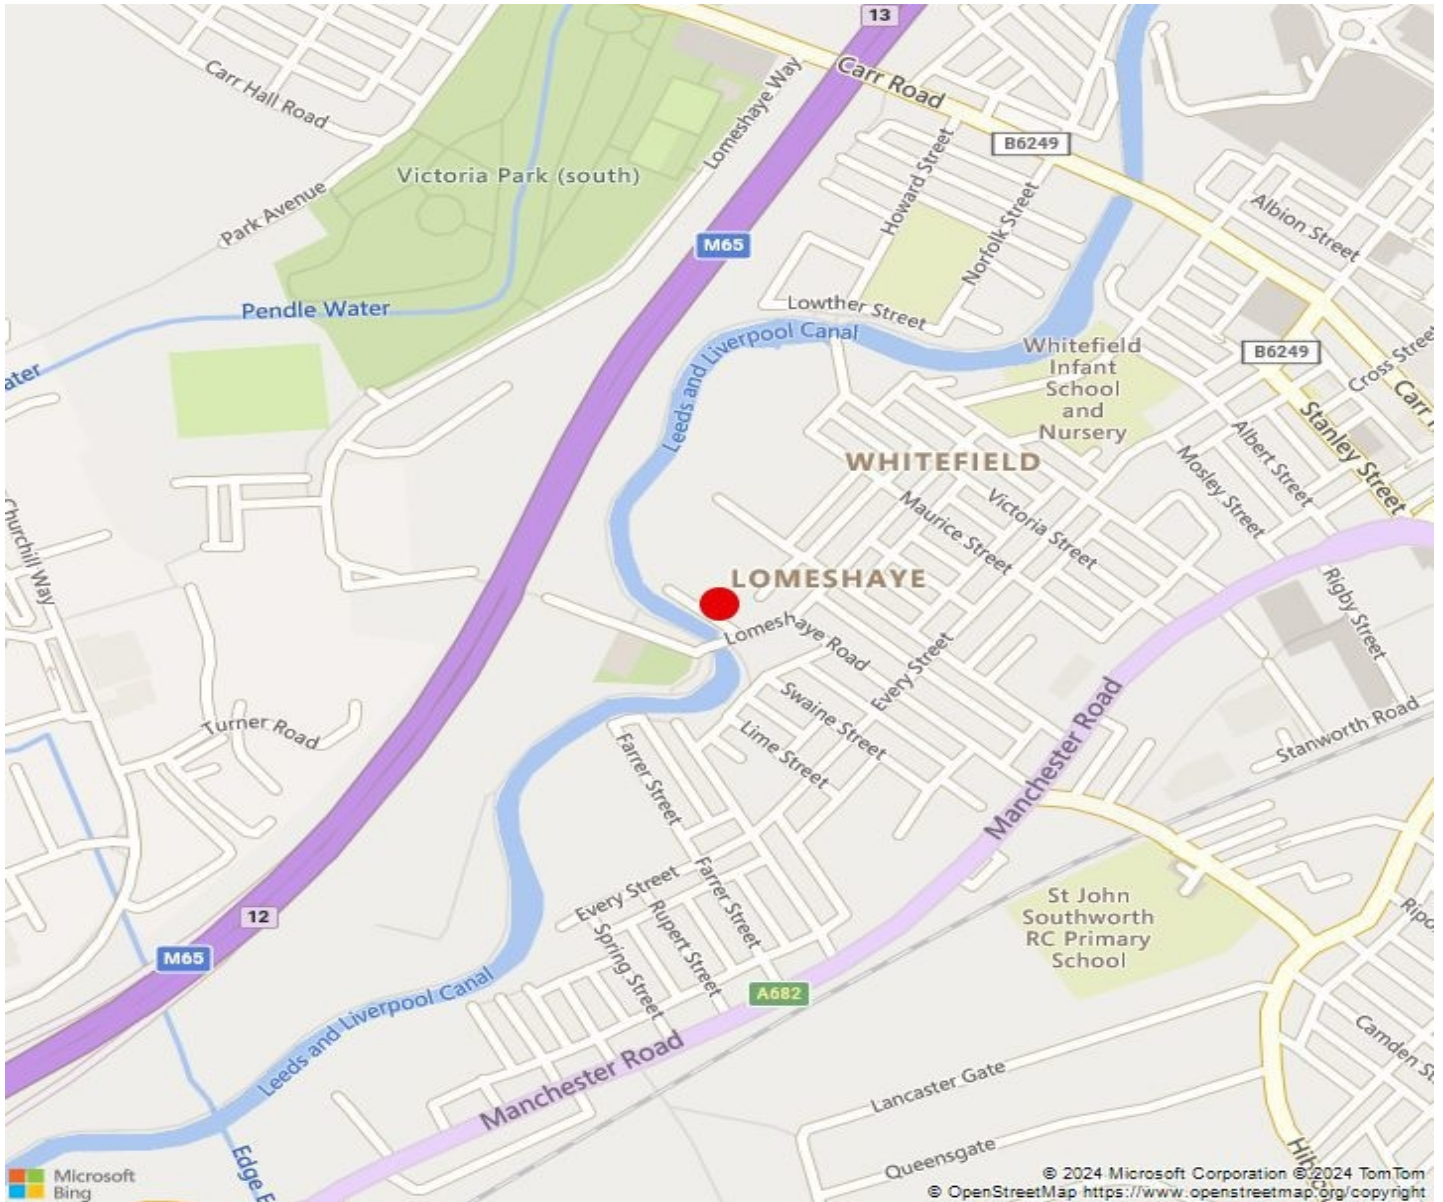 13
Carr Road
Carr Hall Road
Lomeshaye Way
B6249
Howard Street
Victoria Park (south)
Norfolk Street
Albion Street
Park Avenue
M65
Pendle Water
Lowther Street
Leeds and Liverpool Canal
Whitefield
Infant
School
and
Nursery
B6249
Cross Street
ater
Carr
Stanley Street
Albert Street
WHITEFIELD
Mosley Street
Maurice Street
Victoria Street
Churchill Way
LOMESHAYE
Rigby Street
Lomeshaye Road
Every Street
Swaine Street
Lime Street
Turner Road
Farrer Street
Manchester Road
Stanworth Road
Every Street
Farrer Street
Rupert Street
Spring Street
St John
Southworth
RC Primary
School
12
M65
A682
Leeds and Liverpool Canal
Manchester Road
Camden St
Lancaster Gate
Queensgate
Edge
Microsoft
Bing
© 2024 Microsoft Corporation © 2024 TomTom
© OpenStreetMap https://www.openstreetmap.org/copyright